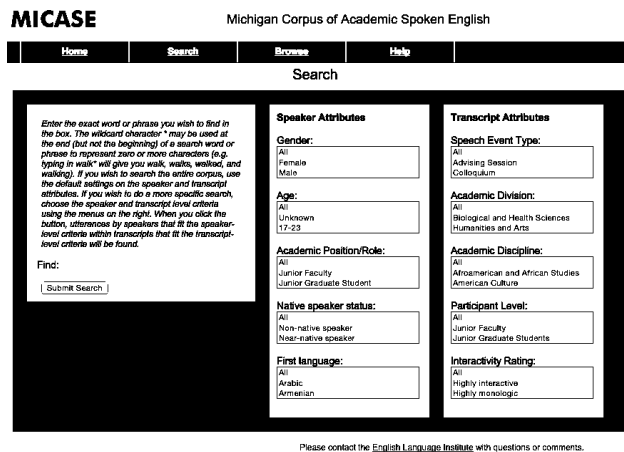 MICASE
Michigan Corpus of Academic Spoken English
Home Search Browse Help
Search
Enter the exact word or phrase you wish to find in
the box. The wildcard
character * may be used at
the end (but not the beginning) of a search word or
phrase to represent zero or more characters (e.g.
typing in walk* will give you walk, walks, walked, and
walking). If you wish to search the entire corpus, use
the default settings on the speaker and transcript
attributes. If you wish to do a more specific search,
choose the speaker and transcript level criteria
using the menus on the right. When you click the
button, utterances by speakers that fit the speaker-
level criteria within transcripts that fit the transcript-
level criteria will be found.
Find:
Submit Search
Speaker Attributes
Gender:
All
Female
Male
Age:
All
Unknown
17-23
Academic Position/Role:
All
Junior Faculty
Junior Graduate Student
Native speaker status:
All
Non-native speaker
Near-native speaker
First language:
All
Arabic
Armenian
Transcript Attributes
Speech Event Type:
All
Advising Session
Colloquium
Academic Division:
All
Biological and Health Sciences
Humanities and Arts
Academic Discipline:
All
Afroamerican and African Studies
American Culture
Participant Level:
All
Junior Faculty
Junior Graduate Students
Interactivity Rating:
All
Highly interactive
Highly monologic
Please contact the English Language Institute with questions or comments.